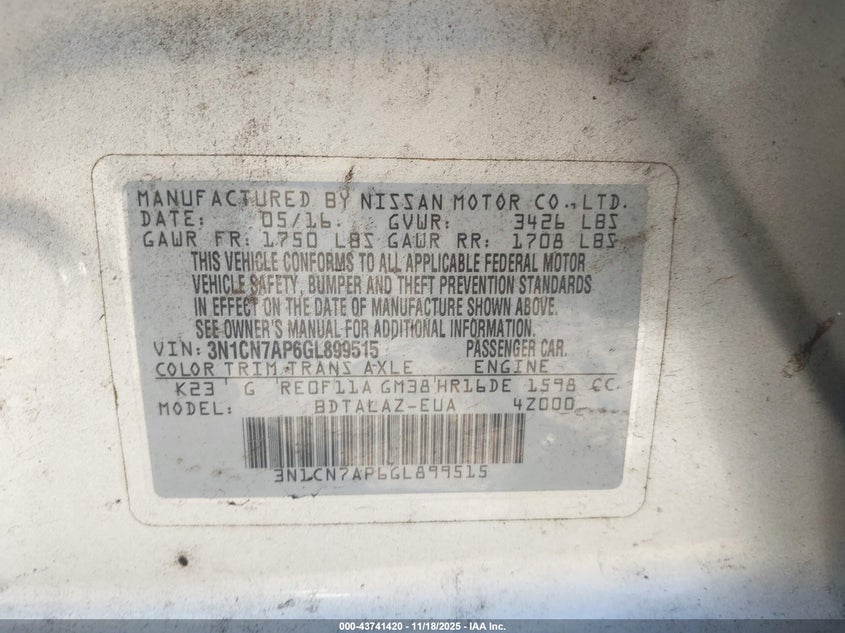 MANUFACTURED BY NISSAN MOTOR CO., LTD.
DATE: 05/16 GVWR: 3426 LBS
GAWR FR: 1750 LBS GAWR RR: 1708 LBS
THIS VEHICLE CONFORMS TO ALL APPLICABLE FEDERAL MOTOR
VEHICLE SAFETY, BUMPER AND THEFT PREVENTION STANDARDS
IN EFFECT ON THE DATE OF MANUFACTURE SHOWN ABOVE.
SEE OWNER'S MANUAL FOR ADDITIONAL INFORMATION.
VIN: 3N1CN7AP6GL899515 PASSENGER CAR.
COLOR TRIM TRANS AXLE ENGINE
K23 G RE0F11A GM38 HR16DE 1598 CC
MODEL: BDTALAZ-EUA 4Z000
3N1CN7AP6GL899515
000-43741420 - 11/18/2025 - IAA Inc.